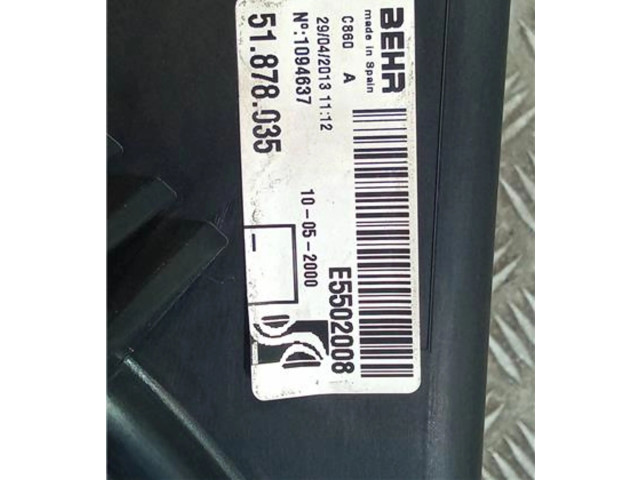 BEHR
made in Spain
C860 A
29/04/2013 11:12
Nº:1094637
51.878.035
E5502008
10-05-2000